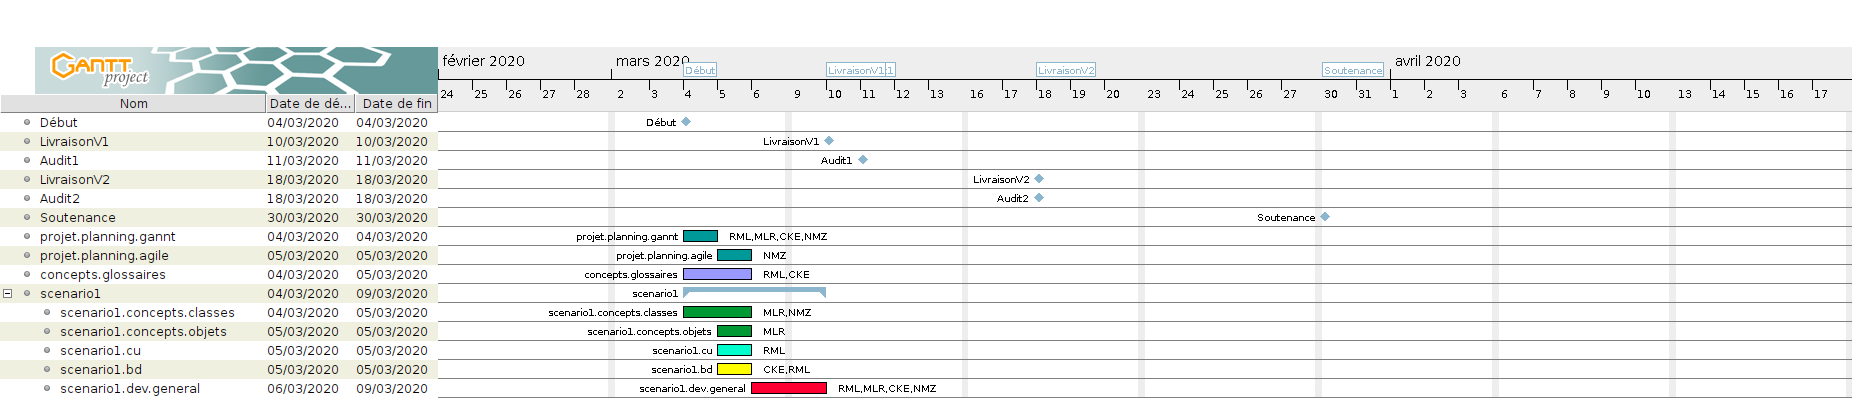 GANTT project
février 2020 mars 2020 avril 2020
Début LivraisonV1 1 LivraisonV2 Soutenance
24 25 26 27 28 2 3 4 5 6 9 10 11 12 13 16 17 18 19 20 23 24 25 26 27 30 31 1 2 3 6 7 8 9 10 13 14 15 16 17
Nom Date de dé... Date de fin
Début 04/03/2020 04/03/2020 Début
LivraisonV1 10/03/2020 10/03/2020 LivraisonV1
Audit1 11/03/2020 11/03/2020 Audit1
LivraisonV2 18/03/2020 18/03/2020 LivraisonV2
Audit2 18/03/2020 18/03/2020 Audit2
Soutenance 30/03/2020 30/03/2020 Soutenance
projet.planning.gannt 04/03/2020 04/03/2020 projet.planning.gannt RML,MLR,CKE,NMZ
projet.planning.agile 05/03/2020 05/03/2020 projet.planning.agile NMZ
concepts.glossaires 04/03/2020 05/03/2020 concepts.glossaires RML,CKE
scenario1 04/03/2020 09/03/2020 scenario1
scenario1.concepts.classes 04/03/2020 05/03/2020 scenario1.concepts.classes MLR,NMZ
scenario1.concepts.objets 05/03/2020 05/03/2020 scenario1.concepts.objets MLR
scenario1.cu 05/03/2020 05/03/2020 scenario1.cu RML
scenario1.bd 05/03/2020 05/03/2020 scenario1.bd CKE,RML
scenario1.dev.general 06/03/2020 09/03/2020 scenario1.dev.general RML,MLR,CKE,NMZ